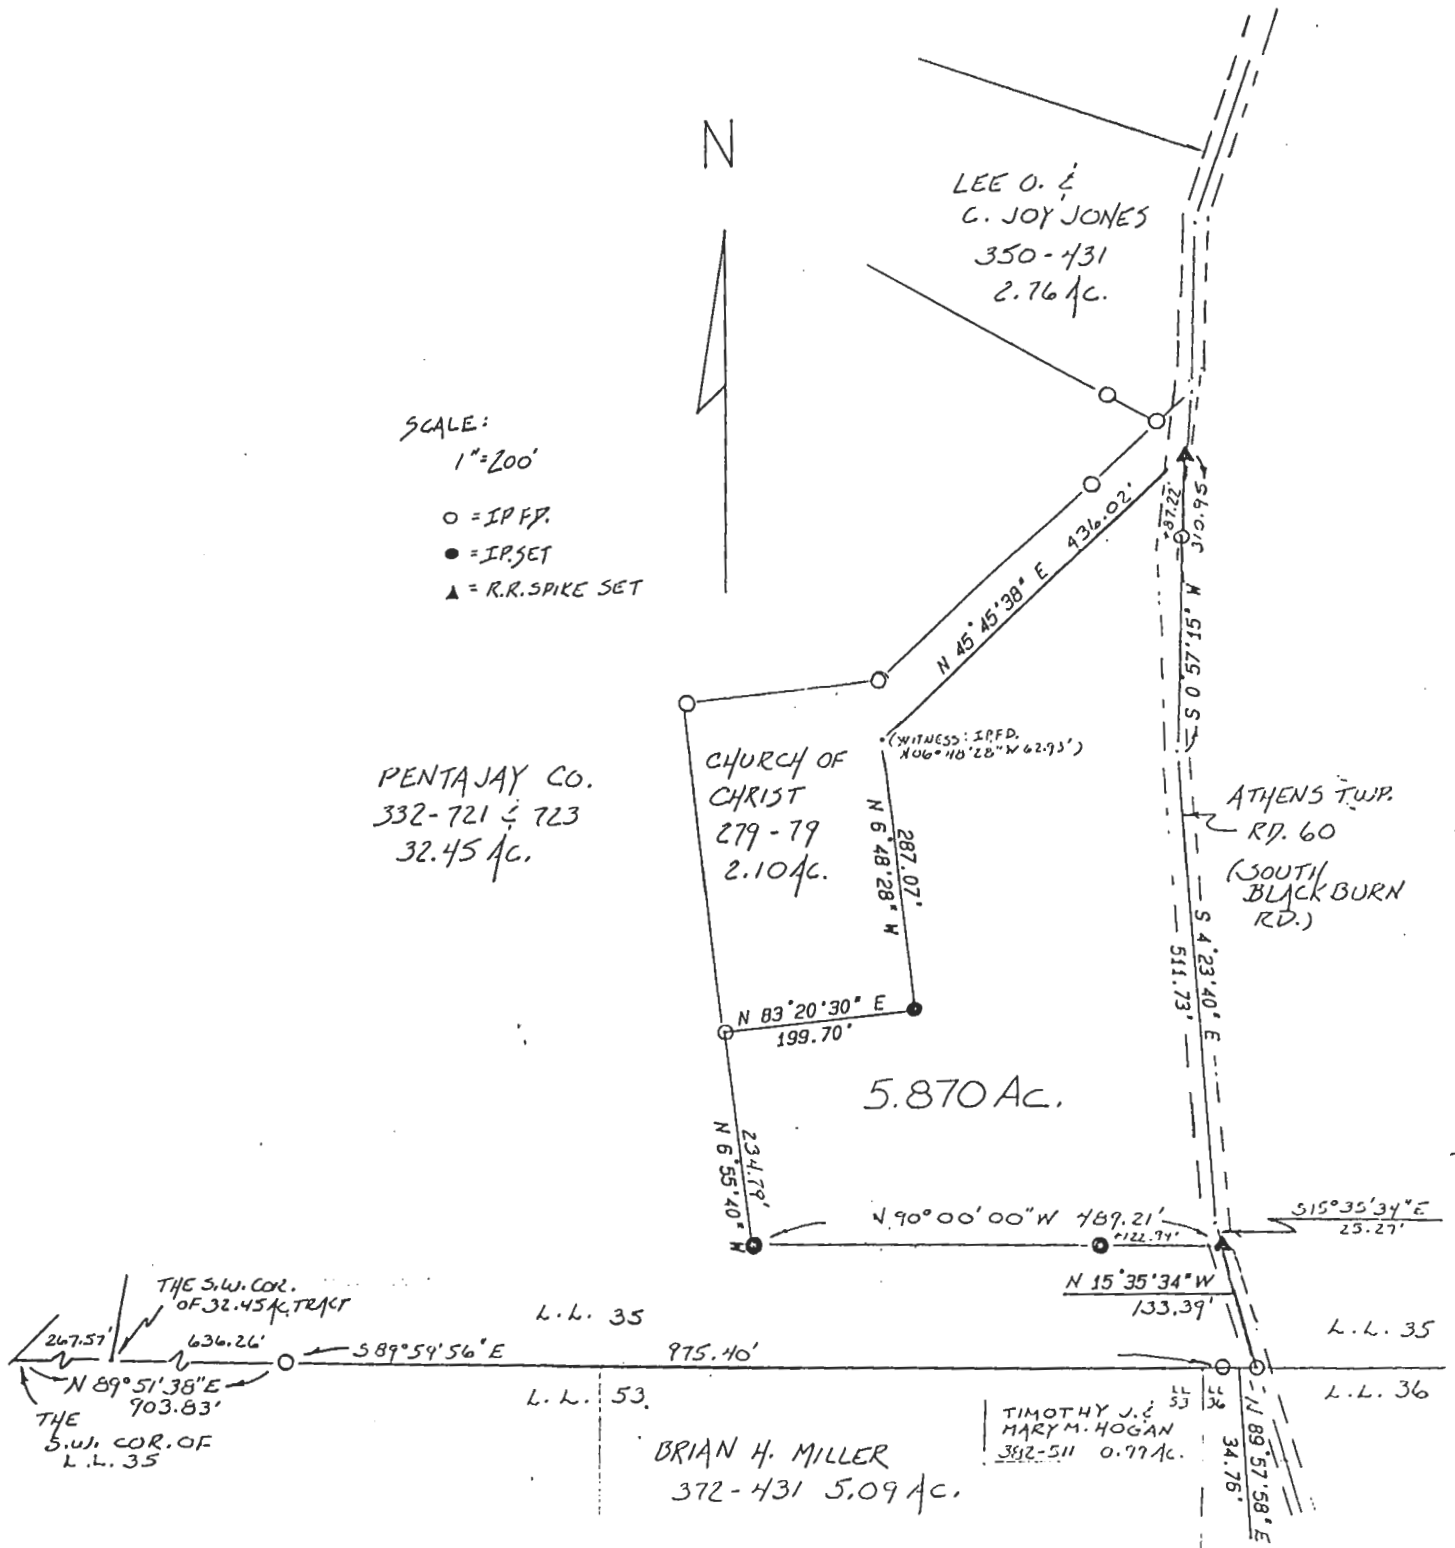 N
LEE O. &
C. JOY JONES
350-431
2.76 AC.
SCALE:
1"=200'
○ = IP FD.
● = IP. SET
▲ = R.R. SPIKE SET
+87.22'
310.95'
S 0°57'15" W
N 45°45'38" E 436.02'
(WITNESS: IP.FD.
N06°48'28"W 62.93')
PENTAJAY CO.
332-721 & 723
32.45 AC.
CHURCH OF
CHRIST
279-79
2.10 AC.
287.07'
N 6°48'28" W
ATHENS TWP.
RD. 60
(SOUTH
BLACKBURN
RD.)
S 4°23'40" E
511.73'
N 83°20'30" E
199.70'
5.870 AC.
234.79'
N 6°55'40" W
N 90°00'00" W 489.21'
+122.94'
S15°35'34"E
25.27'
N 15°35'34" W
133.39'
THE S.W. COR.
OF 32.45 AC. TRACT
L.L. 35
L.L. 35
267.57'
636.26'
S89°59'56"E
975.40'
N 89°51'38"E
903.83'
THE
S.W. COR. OF
L.L. 35
L.L. 53.
LL 53
LL 36
L.L. 36
BRIAN H. MILLER
372-431 5.09 AC.
TIMOTHY J. &
MARY M. HOGAN
382-511 0.99 AC.
N 89°57'58" E
34.76'